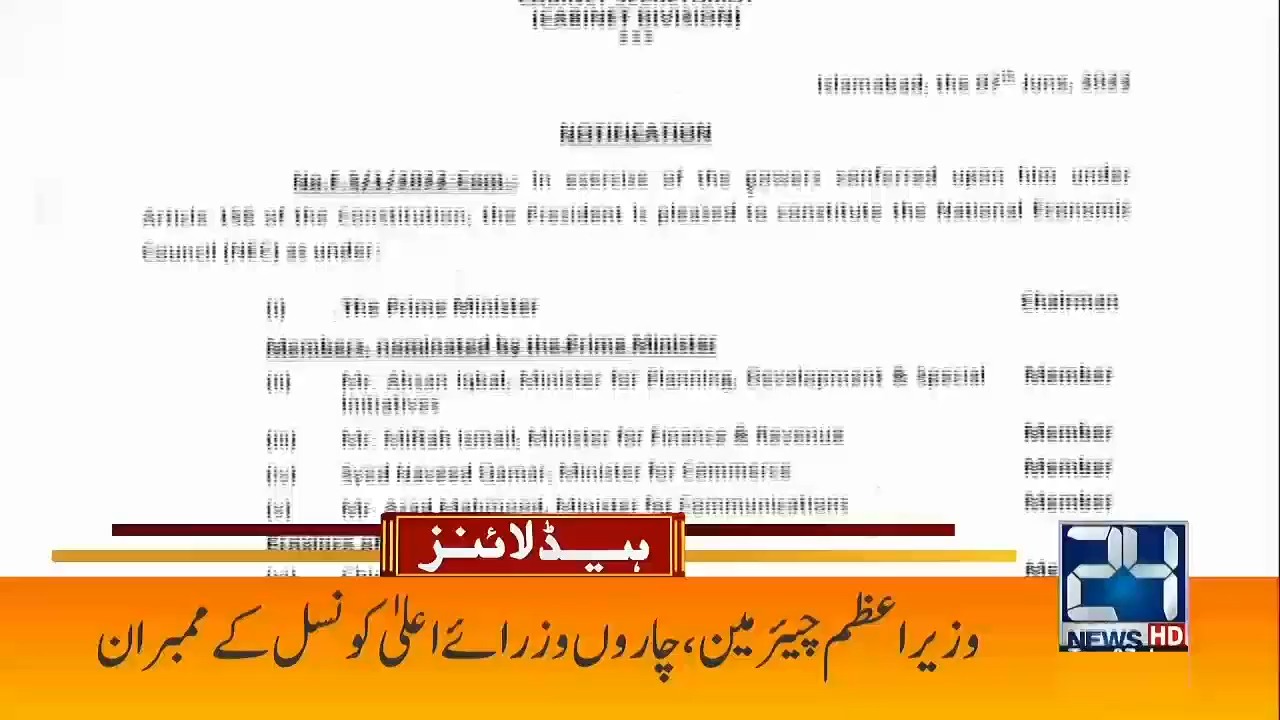 (CABINET DIVISION)
***
Islamabad, the 07th June, 2022
NOTIFICATION
in exercise of the powers conferred upon him under
Article 156 of the Constitution, the President is pleased to constitute the National Economic
Council (NEC) as under:
(i) The Prime Minister Chairman
Members, nominated by the Prime Minister
(ii) Mr. Ahsan Iqbal, Minister for Planning, Development & Special Member
Initiatives
(iii) Mr. Miftah Ismail, Minister for Finance & Revenue Member
(iv) Syed Naveed Qamar, Minister for Commerce Member
(v) Mr. Asad Mahmood, Minister for Communications Member
ہیڈلائنز
وزیراعظم چیئرمین، چاروں وزرائے اعلیٰ کونسل کے ممبران
24
NEWS HD